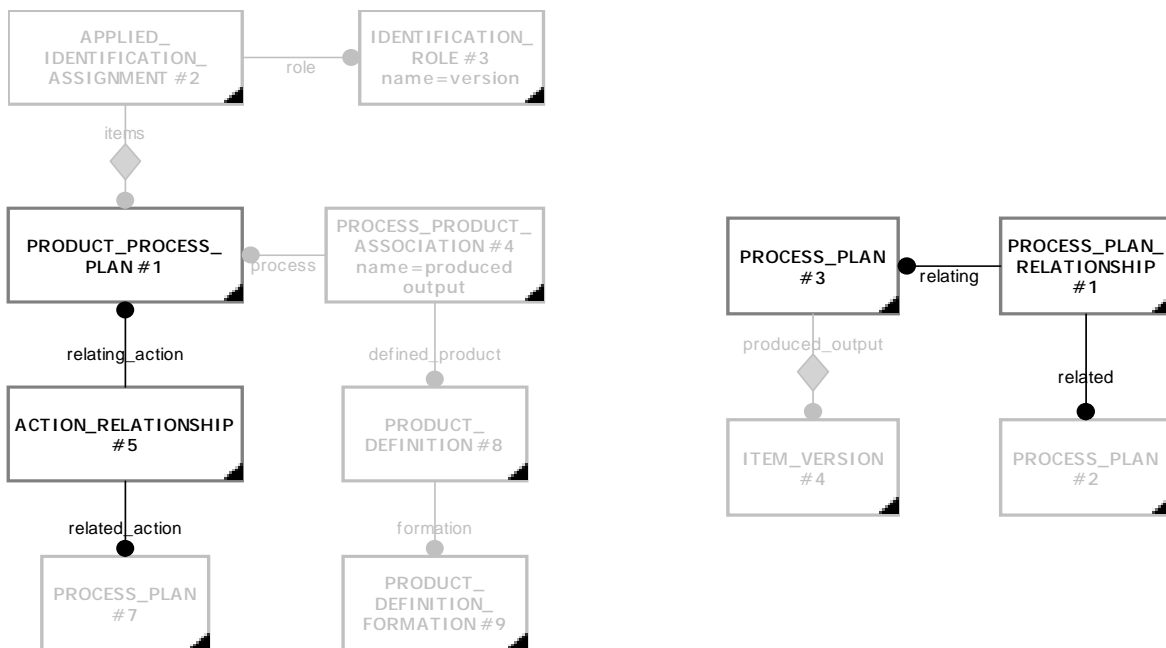 APPLIED_
IDENTIFICATION_
ASSIGNMENT #2
role
IDENTIFICATION_
ROLE #3
name=version
items
PRODUCT_PROCESS_
PLAN #1
process
PROCESS_PRODUCT_
ASSOCIATION #4
name=produced
output
relating_action
defined_product
ACTION_RELATIONSHIP
#5
PRODUCT_
DEFINITION #8
related_action
formation
PROCESS_PLAN
#7
PRODUCT_
DEFINITION_
FORMATION #9
PROCESS_PLAN
#3
relating
PROCESS_PLAN_
RELATIONSHIP
#1
produced_output
related
ITEM_VERSION
#4
PROCESS_PLAN
#2